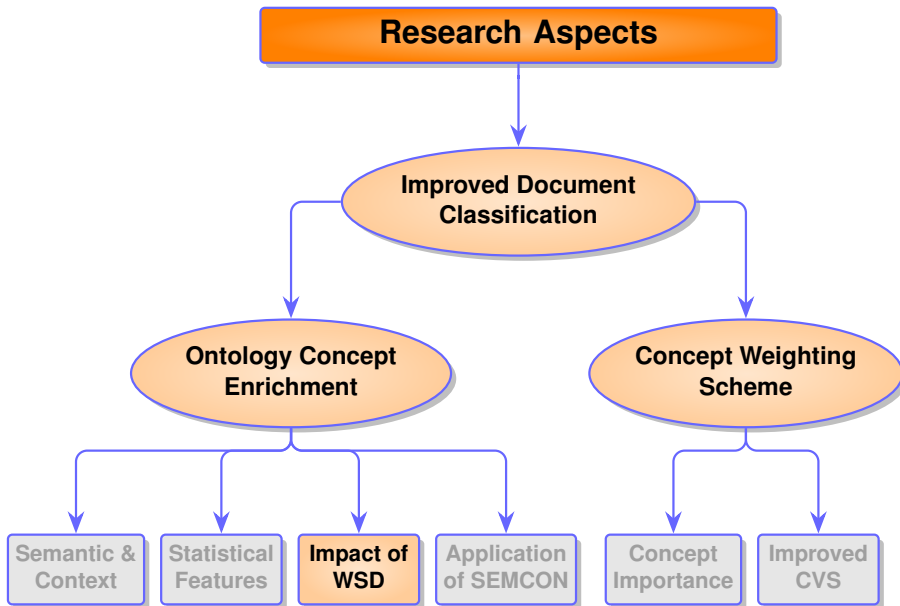 Research Aspects
Improved Document
Classification
Ontology Concept
Enrichment
Concept Weighting
Scheme
Semantic &
Context
Statistical
Features
Impact of
WSD
Application
of SEMCON
Concept
Importance
Improved
CVS